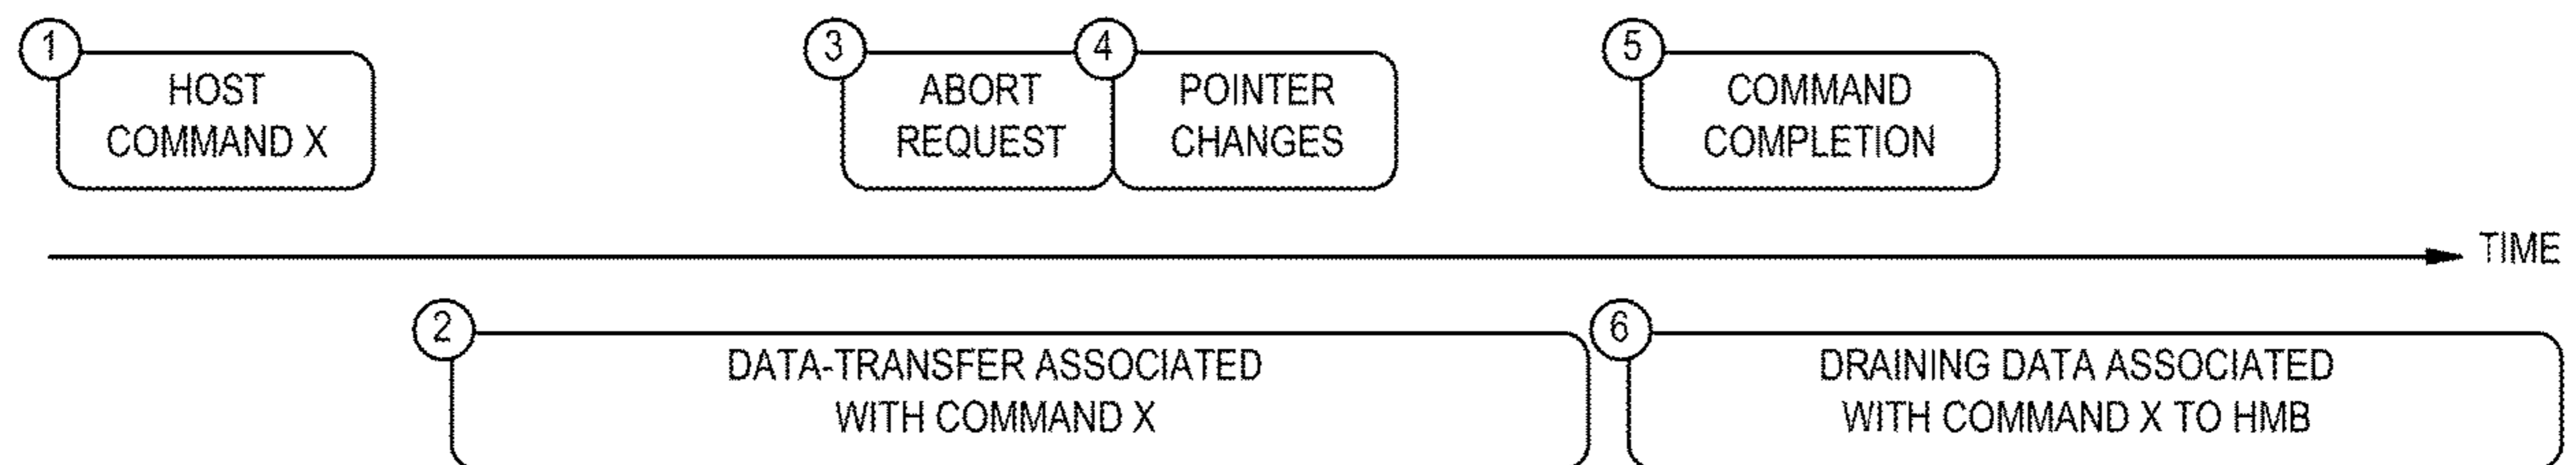 1
HOST
COMMAND X
3
ABORT
REQUEST
4
POINTER
CHANGES
5
COMMAND
COMPLETION
TIME
2
DATA-TRANSFER ASSOCIATED
WITH COMMAND X
6
DRAINING DATA ASSOCIATED
WITH COMMAND X TO HMB